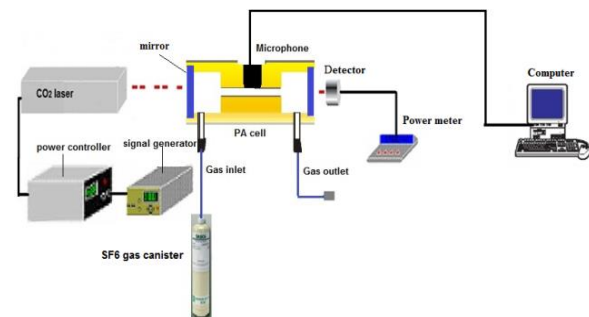 mirror
Microphone
Detector
Computer
CO2 laser
PA cell
Power meter
power controller
signal generator
Gas inlet
Gas outlet
SF6 gas canister